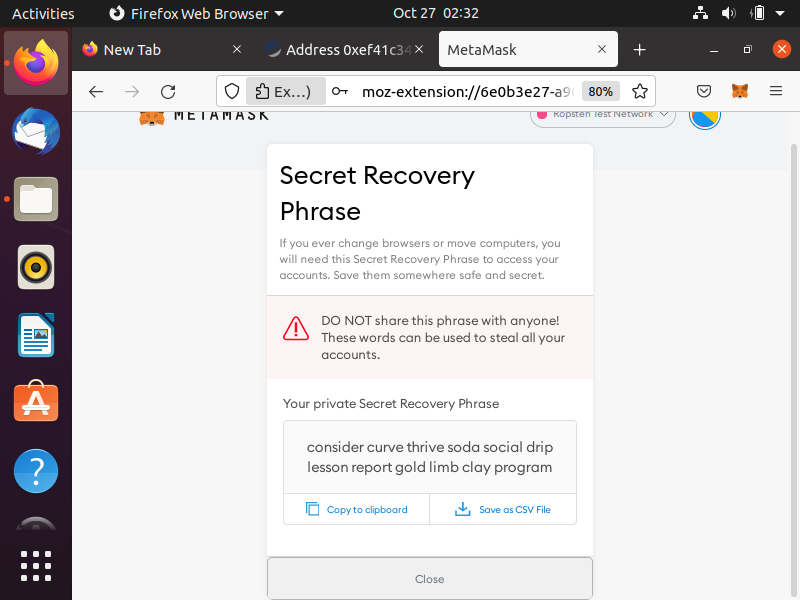 Activities
Firefox Web Browser
Oct 27 02:32
New Tab
Address 0xef41c34
MetaMask
Ex…)
moz-extension://6e0b3e27-a90
80%
METAMASK
Ropsten Test Network
Secret Recovery
Phrase
If you ever change browsers or move computers, you
will need this Secret Recovery Phrase to access your
accounts. Save them somewhere safe and secret.
DO NOT share this phrase with anyone!
These words can be used to steal all your
accounts.
Your private Secret Recovery Phrase
consider curve thrive soda social drip
lesson report gold limb clay program
Copy to clipboard
Save as CSV File
Close